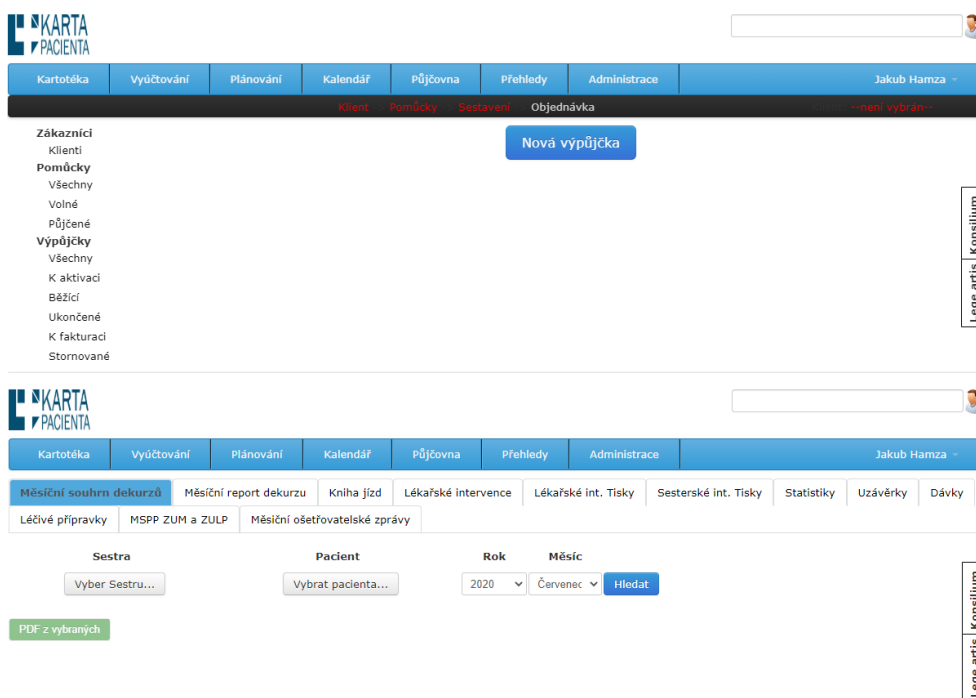 KARTA
PACIENTA
Kartotéka Vyúčtování Plánování Kalendář Půjčovna Přehledy Administrace Jakub Hamza
Klient Pomůcky Sestavení Objednávka --není vybrán--
Zákazníci
Klienti
Pomůcky
Všechny
Volné
Půjčené
Výpůjčky
Všechny
K aktivaci
Běžící
Ukončené
K fakturaci
Stornované
Nová výpůjčka
Konsilium
Lege artis
KARTA
PACIENTA
Kartotéka Vyúčtování Plánování Kalendář Půjčovna Přehledy Administrace Jakub Hamza
Měsíční souhrn dekurzů Měsíční report dekurzu Kniha jízd Lékařské intervence Lékařské int. Tisky Sesterské int. Tisky Statistiky Uzávěrky Dávky
Léčivé přípravky MSPP ZUM a ZULP Měsíční ošetřovatelské zprávy
Sestra Pacient Rok Měsíc
Vyber Sestru... Vybrat pacienta... 2020 Červenec Hledat
PDF z vybraných
Konsilium
Lege artis